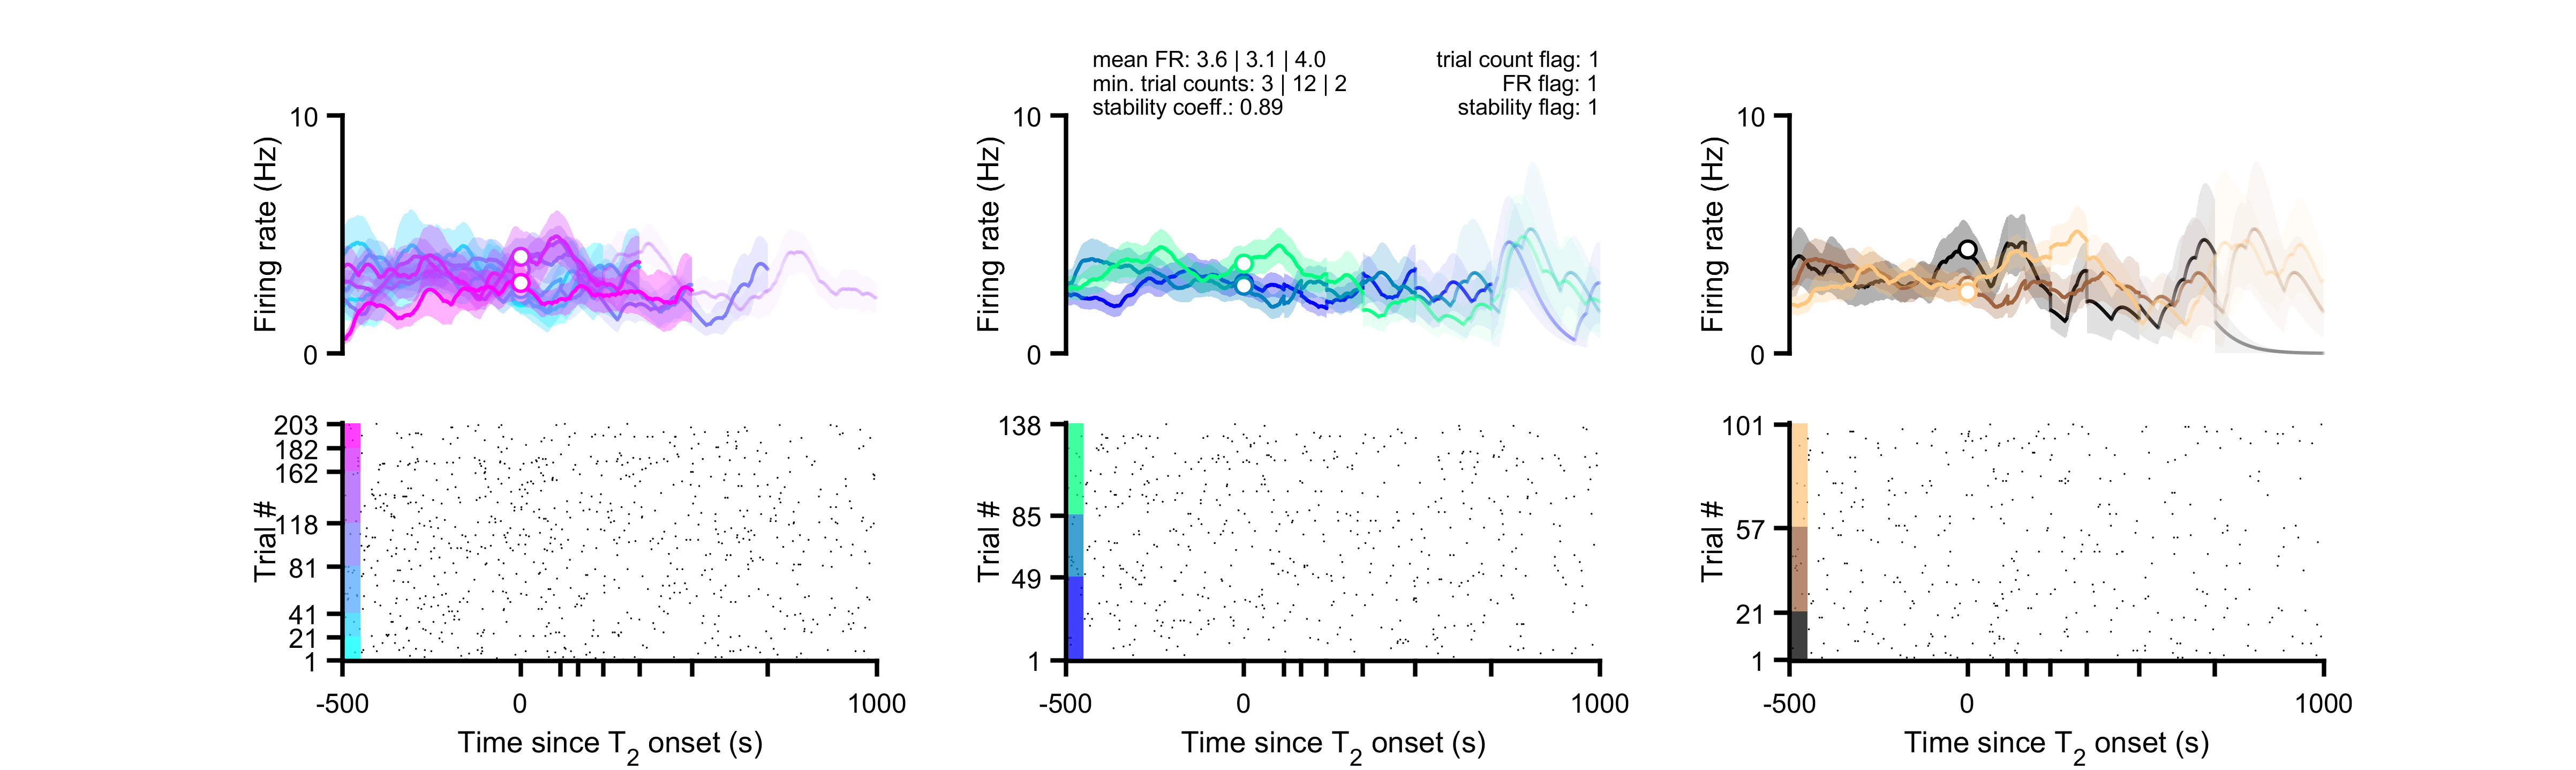 mean FR: 3.6 | 3.1 | 4.0
min. trial counts: 3 | 12 | 2
stability coeff.: 0.89
trial count flag: 1
FR flag: 1
stability flag: 1
10
Firing rate (Hz)
0
10
Firing rate (Hz)
0
10
Firing rate (Hz)
0
203
182
162
118
81
41
21
1
Trial #
-500
0
1000
Time since T2 onset (s)
138
85
49
1
Trial #
-500
0
1000
Time since T2 onset (s)
101
57
21
1
Trial #
-500
0
1000
Time since T2 onset (s)